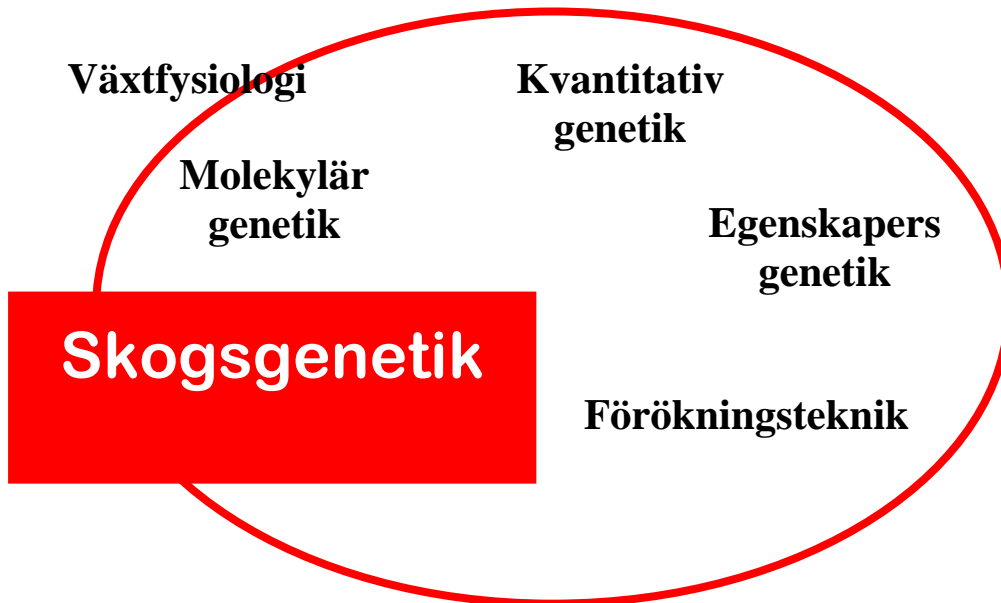 Växtfysiologi
Kvantitativ
genetik
Molekylär
genetik
Egenskapers
genetik
Skogsgenetik
Förökningsteknik